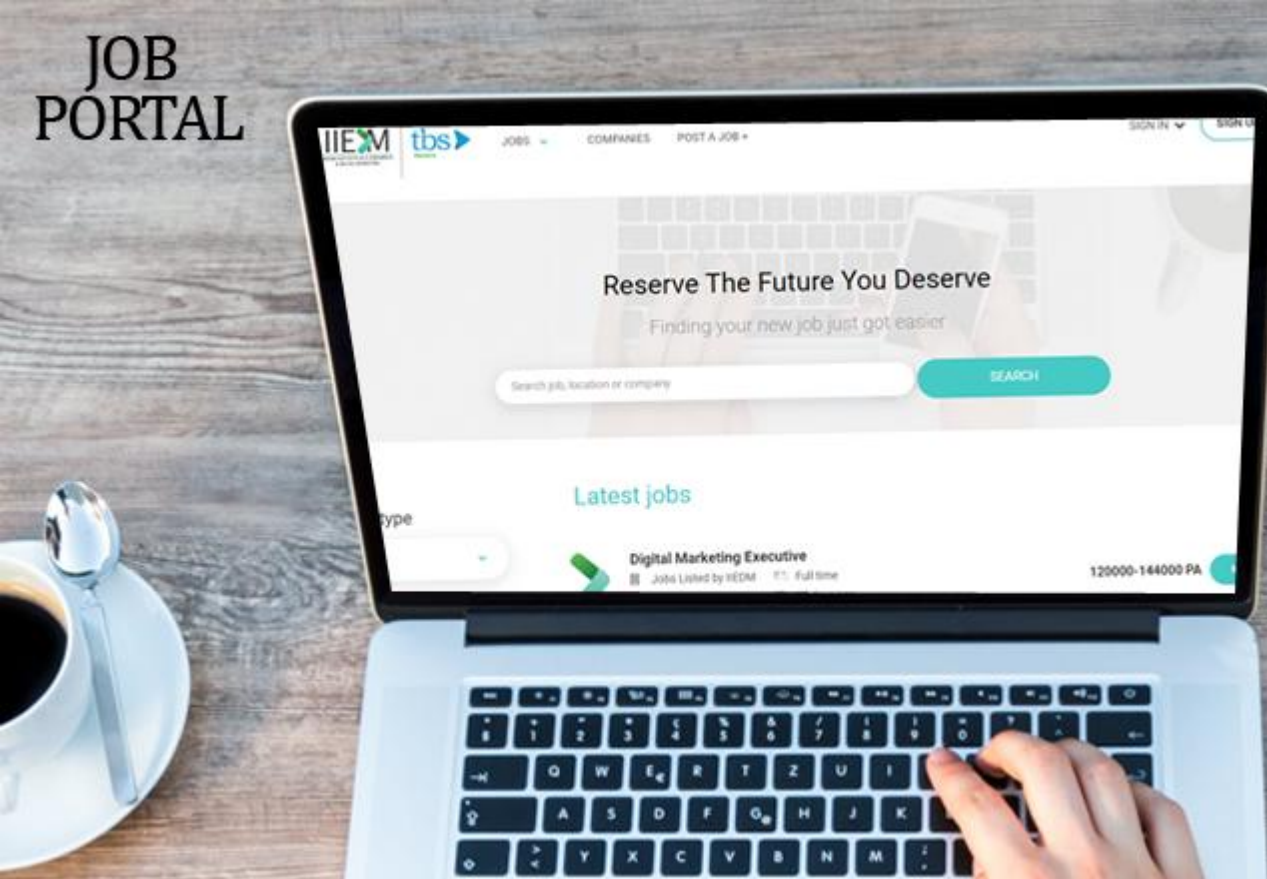 JOB
PORTAL
IIEXM
tbs
JOBS
COMPANIES
POST A JOB +
SIGN IN
SIGN U
Reserve The Future You Deserve
Finding your new job just got easier
Search job, location or company
SEARCH
Latest jobs
type
Digital Marketing Executive
Jobs Listed by IIEDM Full time
120000-144000 PA
Q W E R T Z U I
A S D F G H J K
Y X C V B N M